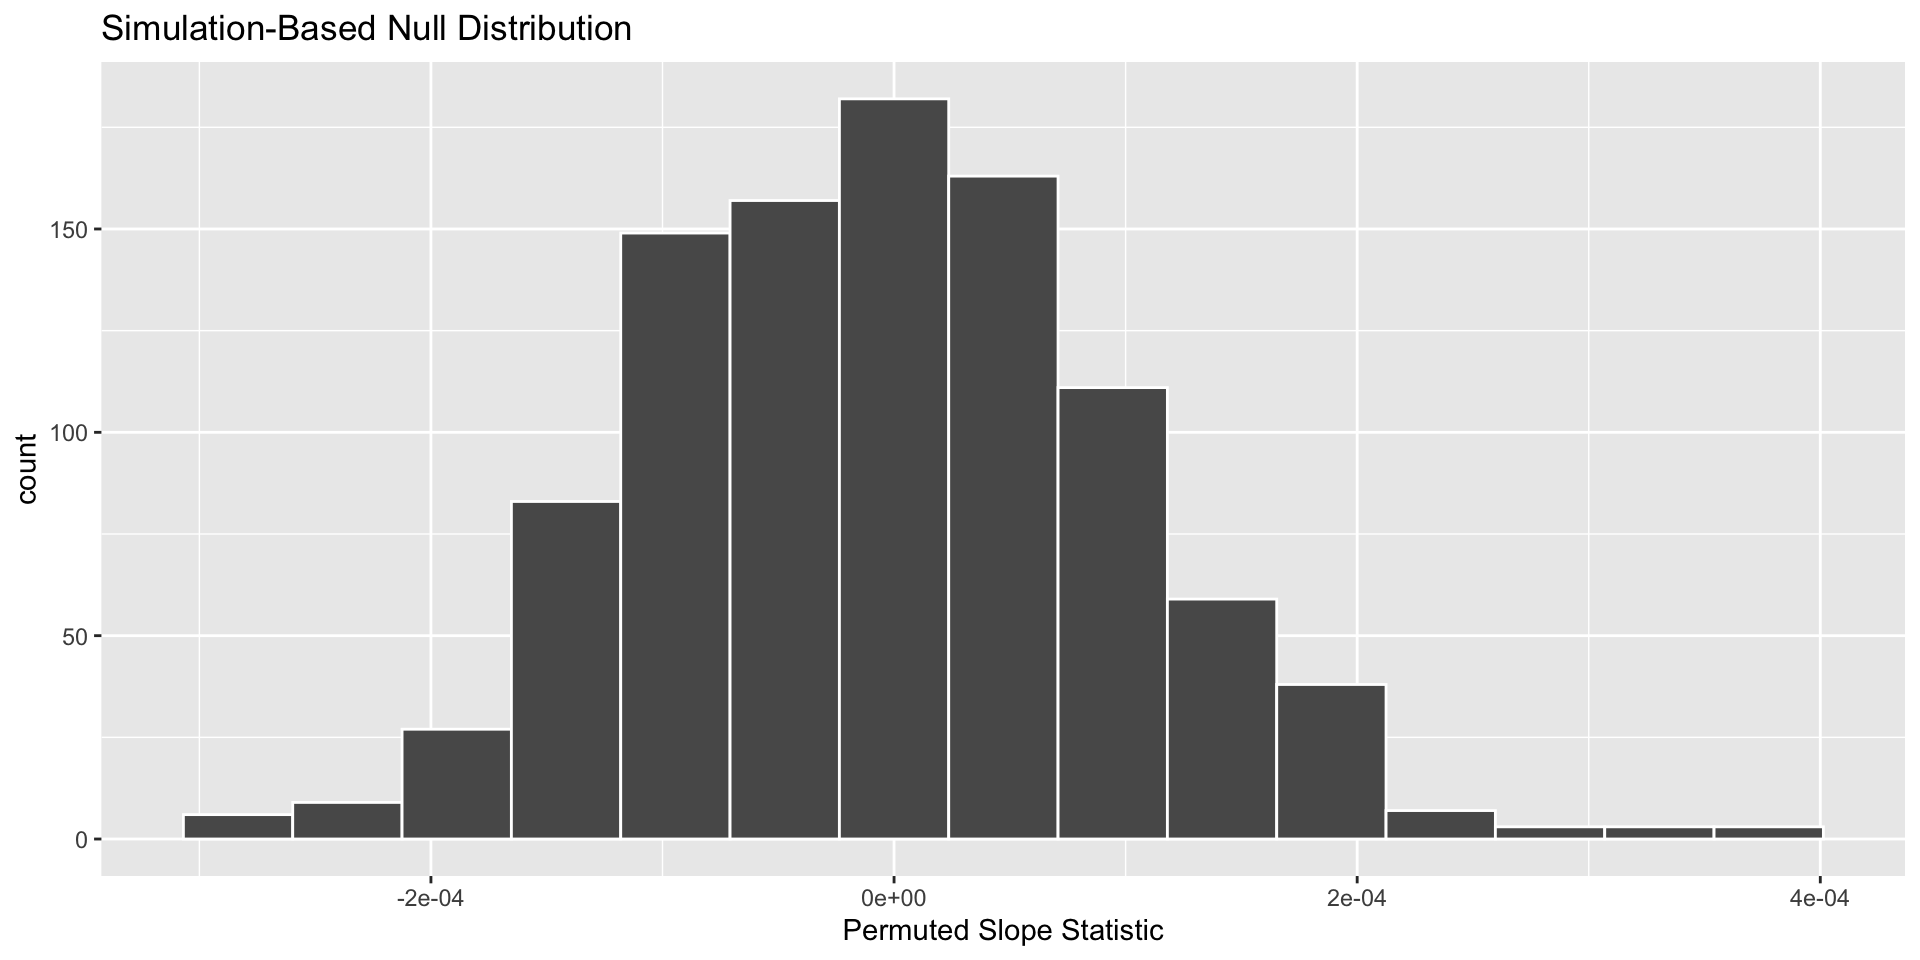 Simulation-Based Null Distribution
150
100
50
0
count
-2e-04
0e+00
2e-04
4e-04
Permuted Slope Statistic